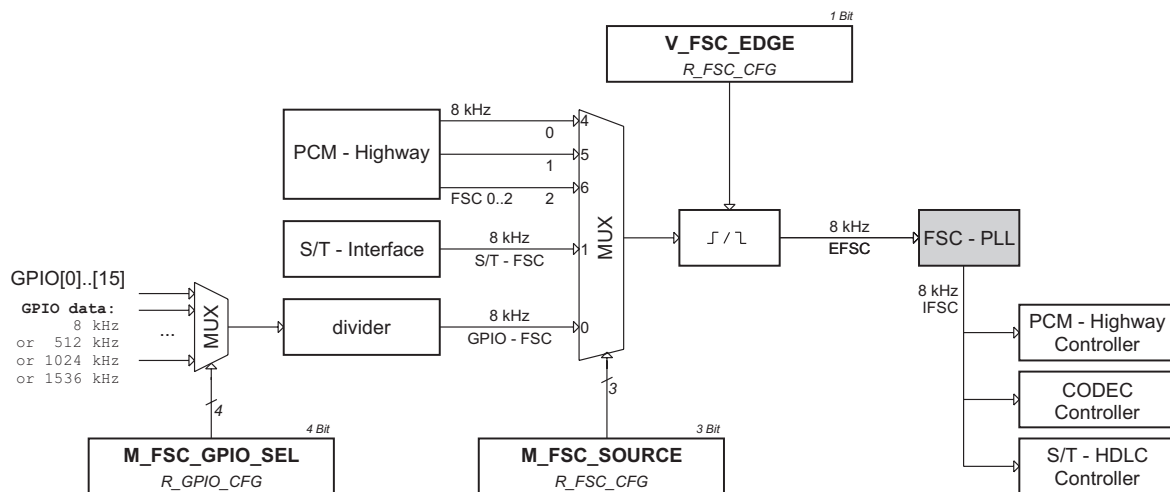 1 Bit
V_FSC_EDGE
R_FSC_CFG
8 kHz
4
0
PCM - Highway
5
1
6
FSC 0..2
2
MUX
8 kHz
S/T - Interface
1
S/T - FSC
8 kHz
EFSC
FSC - PLL
GPIO[0]..[15]
GPIO data:
8 kHz
or 512 kHz
or 1024 kHz
or 1536 kHz
...
MUX
divider
8 kHz
0
GPIO - FSC
8 kHz
IFSC
PCM - Highway
Controller
CODEC
Controller
S/T - HDLC
Controller
4
3
4 Bit
M_FSC_GPIO_SEL
R_GPIO_CFG
3 Bit
M_FSC_SOURCE
R_FSC_CFG